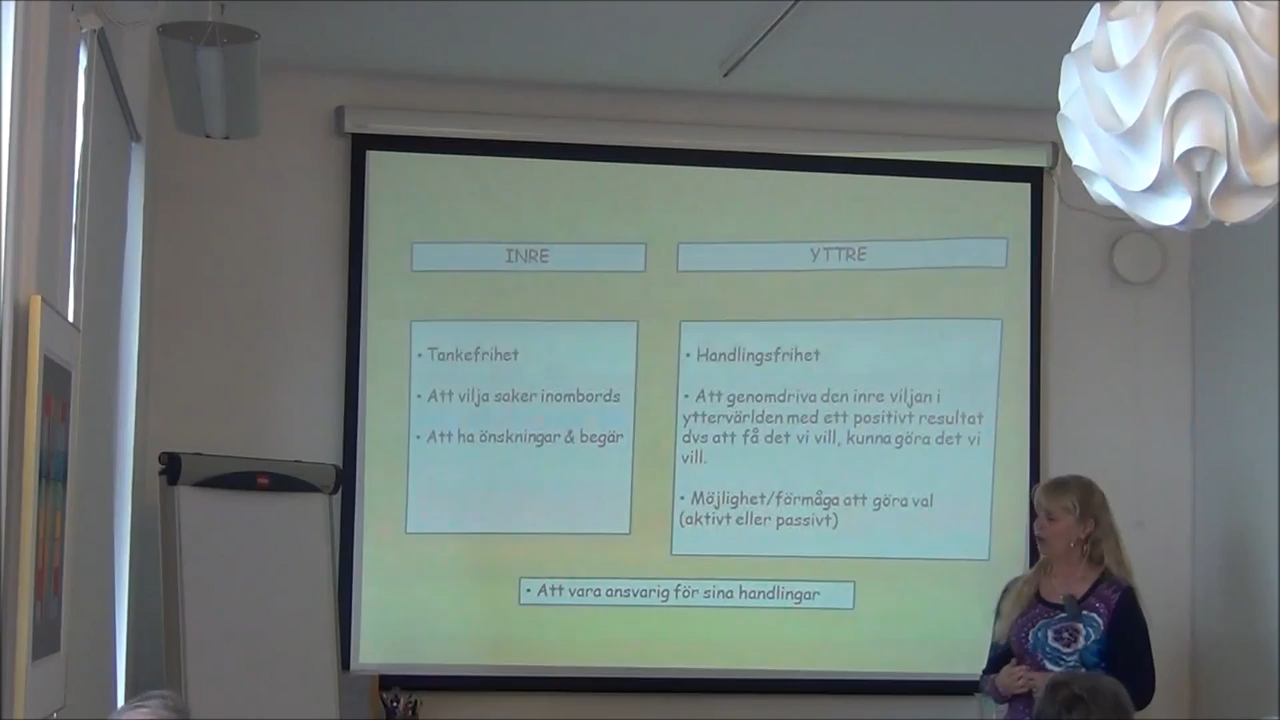 INRE
YTTRE
• Tankefrihet
• Att vilja saker inombords
• Att ha önskningar & begär
• Handlingsfrihet
• Att genomdriva den inre viljan i
yttervärlden med ett positivt resultat
dvs att få det vi vill, kunna göra det vi
vill.
• Möjlighet/förmåga att göra val
(aktivt eller passivt)
• Att vara ansvarig för sina handlingar